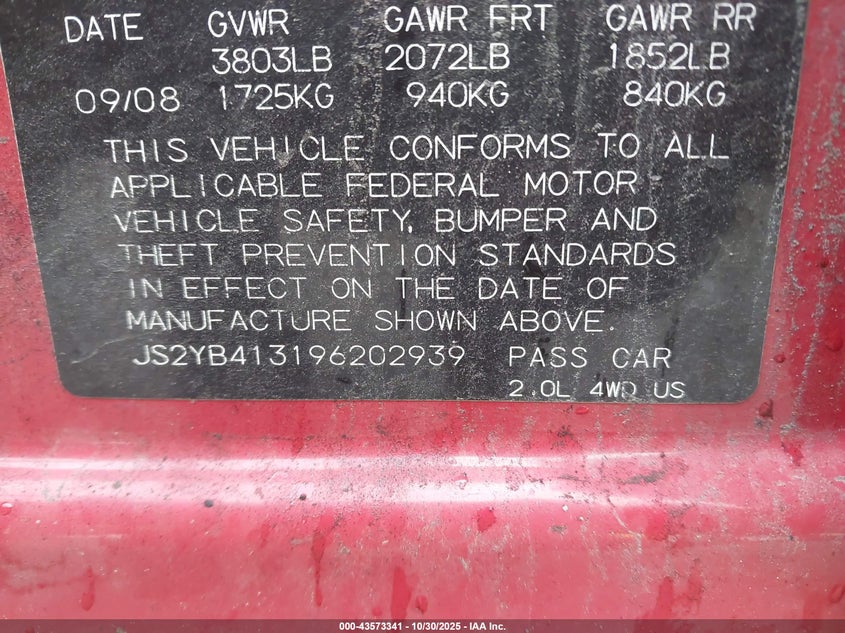 DATE GVWR GAWR FRT GAWR RR
3803LB 2072LB 1852LB
09/08 1725KG 940KG 840KG
THIS VEHICLE CONFORMS TO ALL
APPLICABLE FEDERAL MOTOR
VEHICLE SAFETY, BUMPER AND
THEFT PREVENTION STANDARDS
IN EFFECT ON THE DATE OF
MANUFACTURE SHOWN ABOVE.
JS2YB413196202939 PASS CAR
2.0L 4WD US
000-43573341 - 10/30/2025 - IAA Inc.